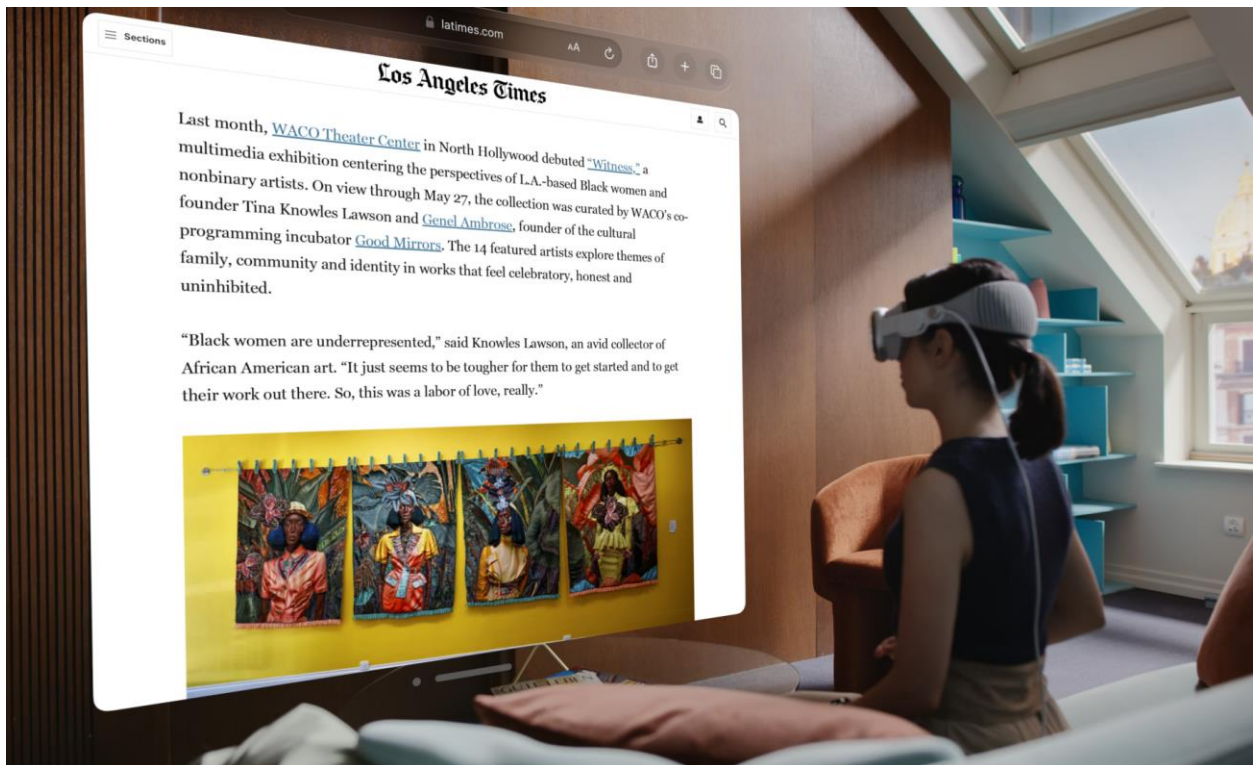 latimes.com
AA
Sections
Los Angeles Times
Last month, WACO Theater Center in North Hollywood debuted “Witness,” a
multimedia exhibition centering the perspectives of L.A.-based Black women and
nonbinary artists. On view through May 27, the collection was curated by WACO’s co-
founder Tina Knowles Lawson and Genel Ambrose, founder of the cultural
programming incubator Good Mirrors. The 14 featured artists explore themes of
family, community and identity in works that feel celebratory, honest and
uninhibited.
“Black women are underrepresented,” said Knowles Lawson, an avid collector of
African American art. “It just seems to be tougher for them to get started and to get
their work out there. So, this was a labor of love, really.”